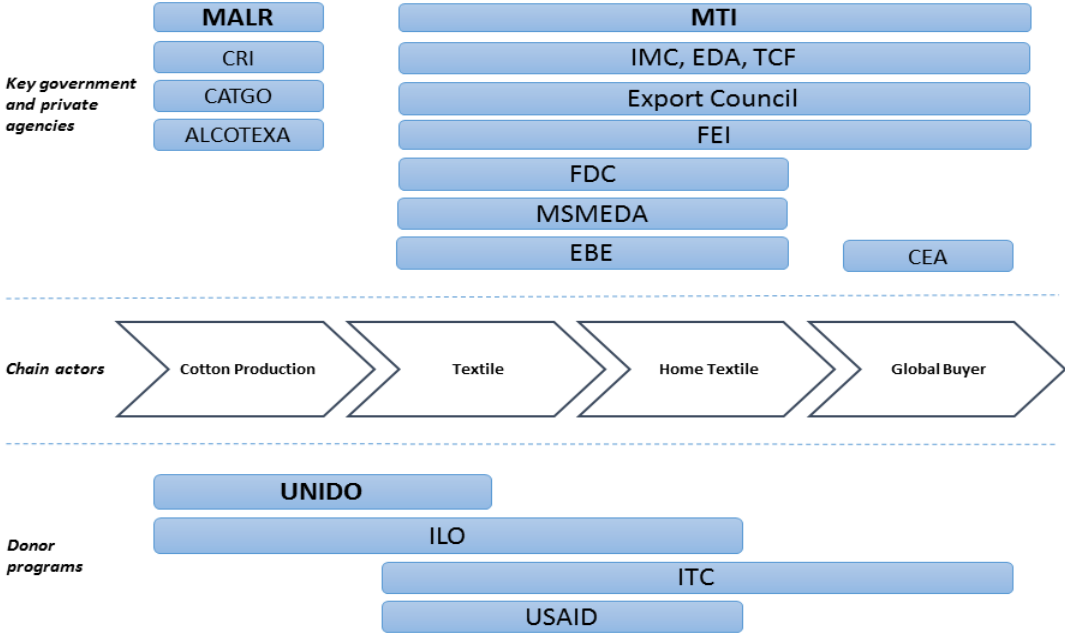 MALR
MTI
CRI
IMC, EDA, TCF
Key government
and private
agencies
CATGO
Export Council
ALCOTEXA
FEI
FDC
MSMEDA
EBE
CEA
Chain actors
Cotton Production
Textile
Home Textile
Global Buyer
UNIDO
ILO
Donor
programs
ITC
USAID